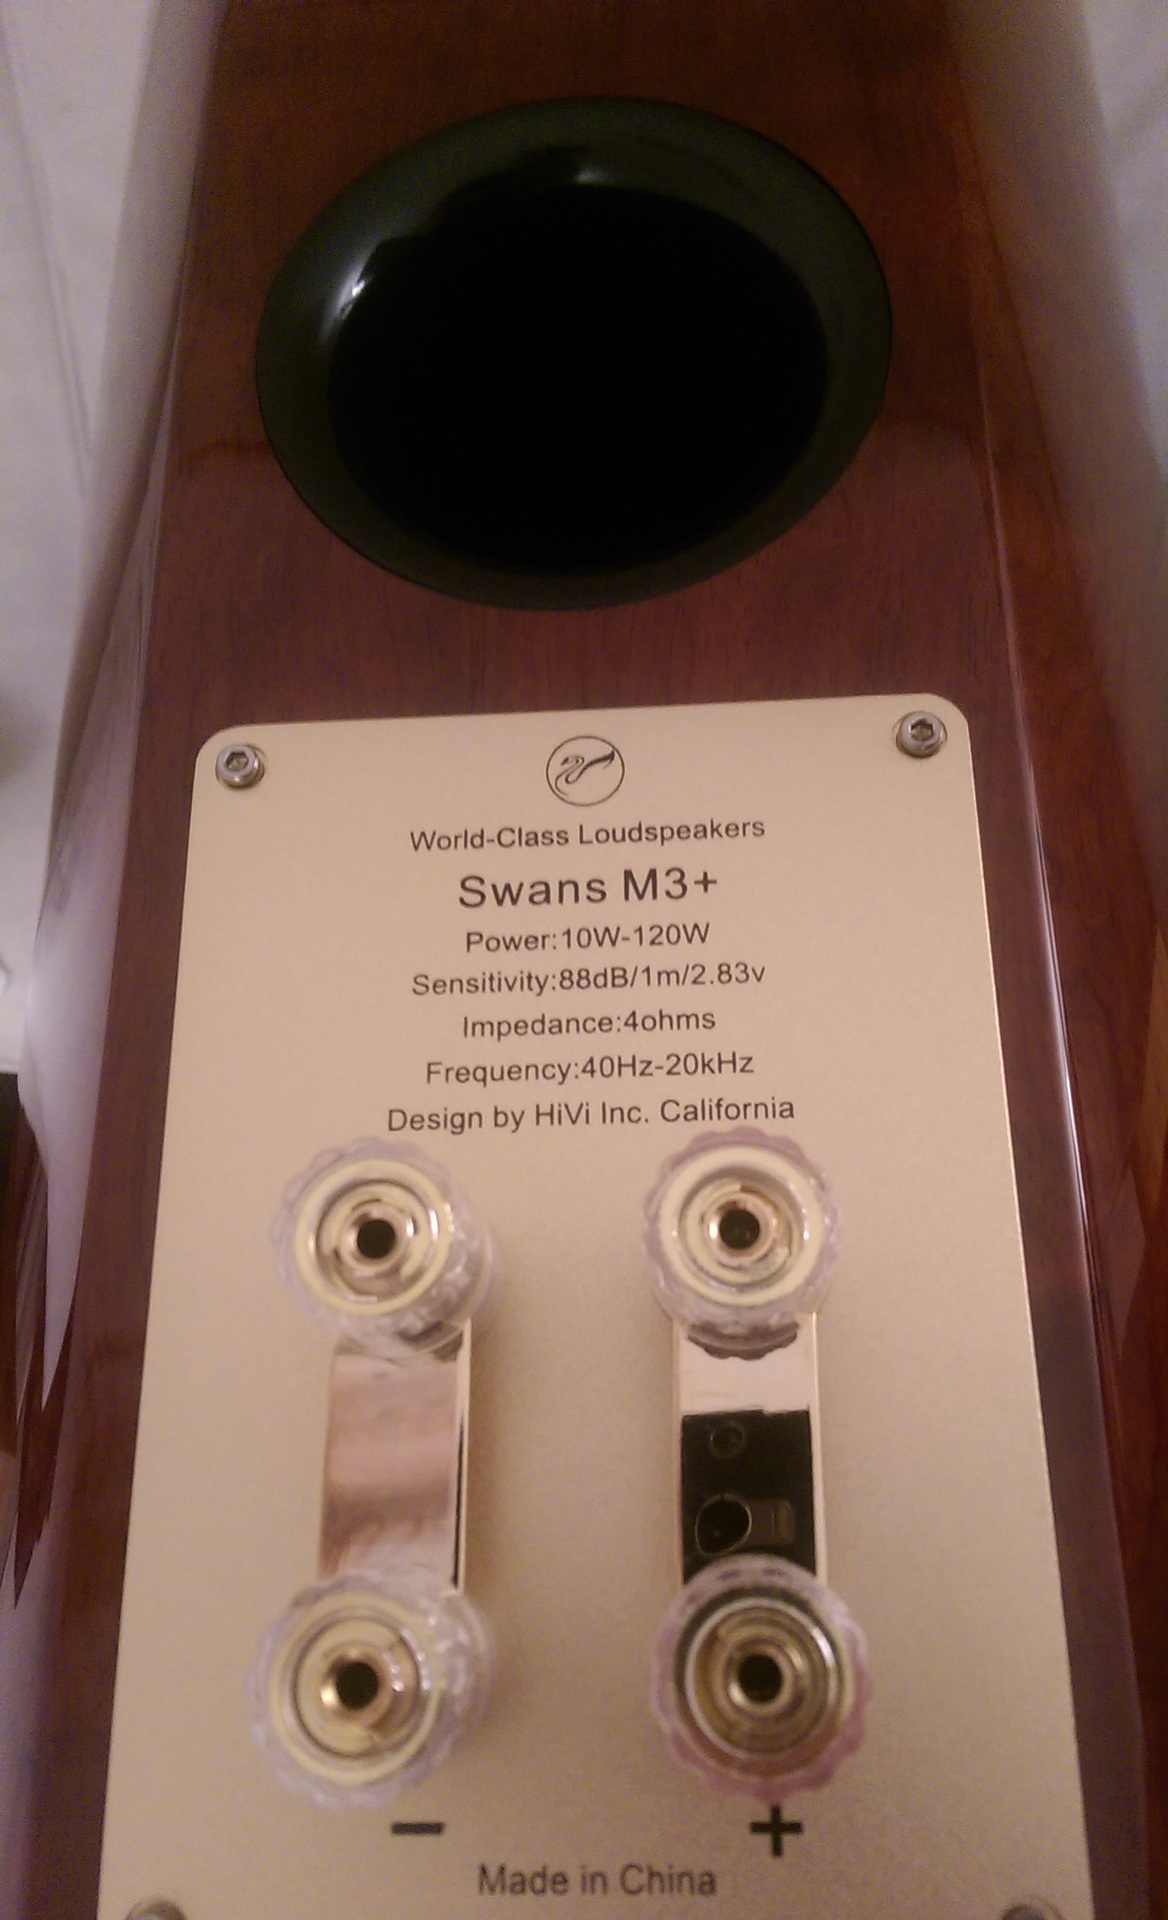 World-Class Loudspeakers
Swans M3+
Power:10W-120W
Sensitivity:88dB/1m/2.83v
Impedance:4ohms
Frequency:40Hz-20kHz
Design by HiVi Inc. California
− +
Made in China